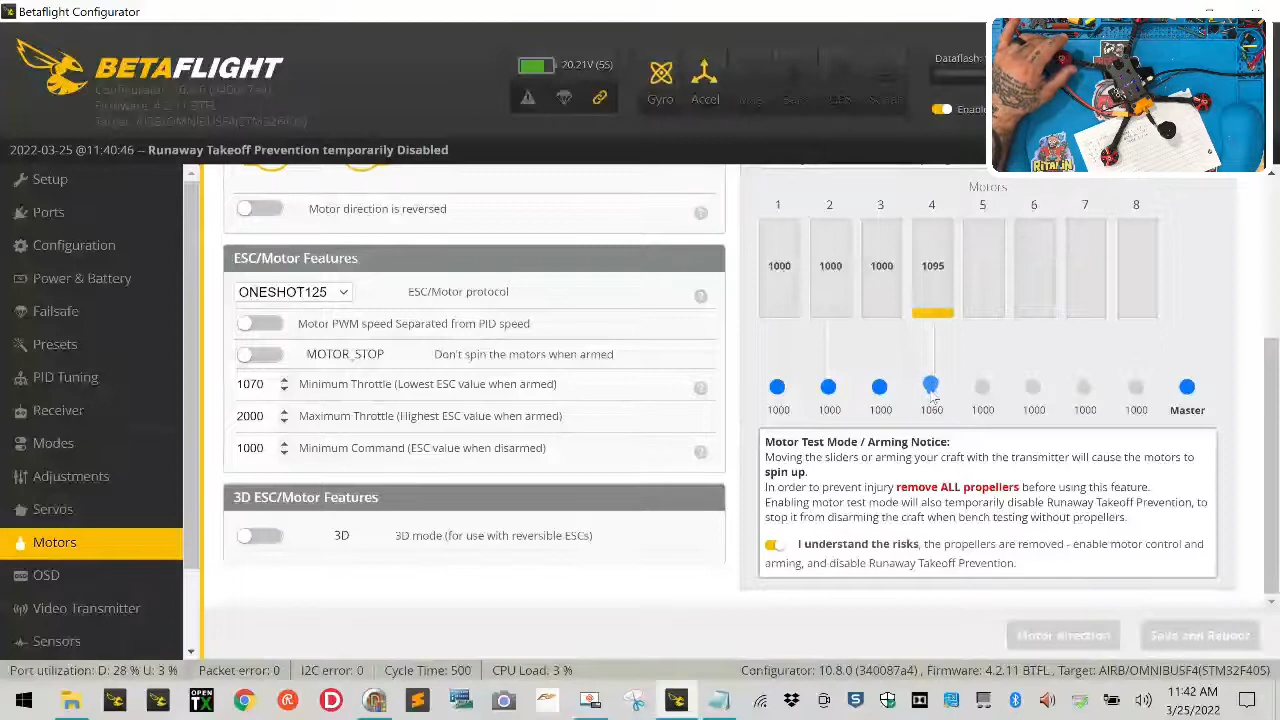 Betaflight Configurator
BETAFLIGHT
20.21V (5S)
Gyro
Accel
Dataflash:
Enable
2022-03-25 @11:40:46 -- Runaway Takeoff Prevention temporarily Disabled
Setup
Ports
Configuration
Power & Battery
Failsafe
Presets
PID Tuning
Receiver
Modes
Adjustments
Servos
Motors
OSD
Video Transmitter
Sensors
Motor direction is reversed
ESC/Motor Features
ONESHOT125 ESC/Motor protocol
Motor PWM speed Separated from PID speed
MOTOR_STOP Don't spin the motors when armed
1070 Minimum Throttle (Lowest ESC value when armed)
2000 Maximum Throttle (Highest ESC value when armed)
1000 Minimum Command (ESC value when disarmed)
3D ESC/Motor Features
3D 3D mode (for use with reversible ESCs)
Motors
1 2 3 4 5 6 7 8
1000 1000 1000 1095
1000 1000 1000 1060 1000 1000 1000 1000 Master
Motor Test Mode / Arming Notice:
Moving the sliders or arming your craft with the transmitter will cause the motors to
spin up.
In order to prevent injury remove ALL propellers before using this feature.
Enabling motor test mode will also temporarily disable Runaway Takeoff Prevention, to
stop it from disarming the craft when bench testing without propellers.
I understand the risks, the propellers are removed - enable motor control and
arming, and disable Runaway Takeoff Prevention.
Motor direction Save and Reboot
RITALIN
Port utilization: D: 28 % U: 3 % Packet error: 0 I2C error: 0 Cycle Time: 500 CPU Load: 3 % Configurator: 10.8.0 (340087a4), Firmware: 4.2.11 BTFL, Target: AIRB/OMNIBUSF4(STM32F405)
OPEN
TX
11:42 AM
3/25/2022